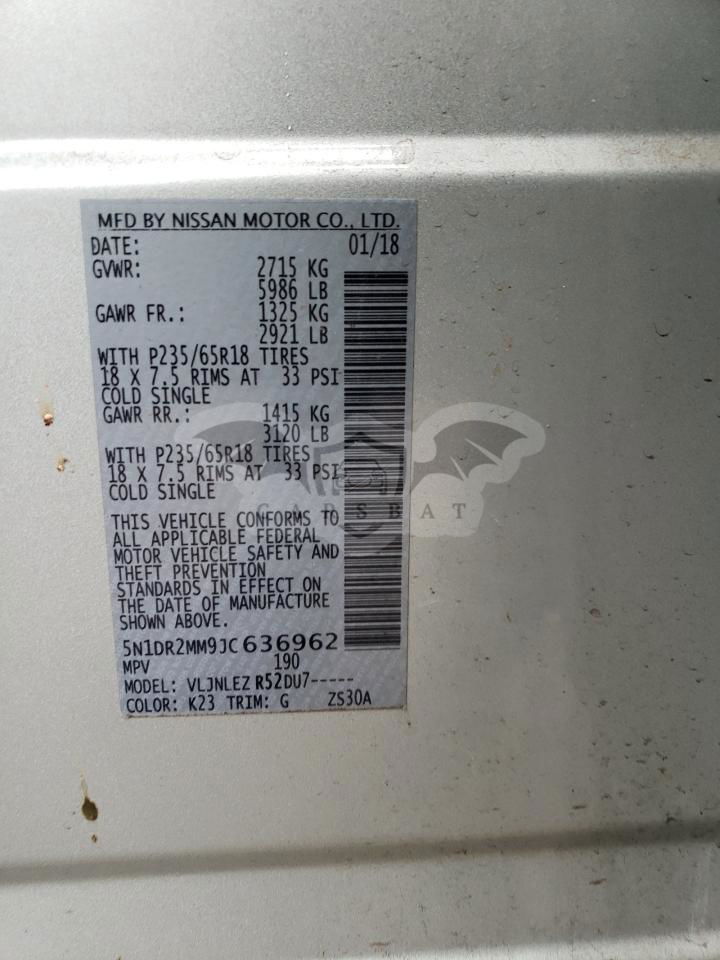 MFD BY NISSAN MOTOR CO., LTD.
DATE: 01/18
GVWR: 2715 KG
5986 LB
GAWR FR.: 1325 KG
2921 LB
WITH P235/65R18 TIRES
18 X 7.5 RIMS AT 33 PSI
COLD SINGLE
GAWR RR.: 1415 KG
3120 LB
WITH P235/65R18 TIRES
18 X 7.5 RIMS AT 33 PSI
COLD SINGLE
CARSBAT
THIS VEHICLE CONFORMS TO
ALL APPLICABLE FEDERAL
MOTOR VEHICLE SAFETY AND
THEFT PREVENTION
STANDARDS IN EFFECT ON
THE DATE OF MANUFACTURE
SHOWN ABOVE.
5N1DR2MM9JC636962
MPV 190
MODEL: VLJNLEZ R52DU7-----
COLOR: K23 TRIM: G ZS30A